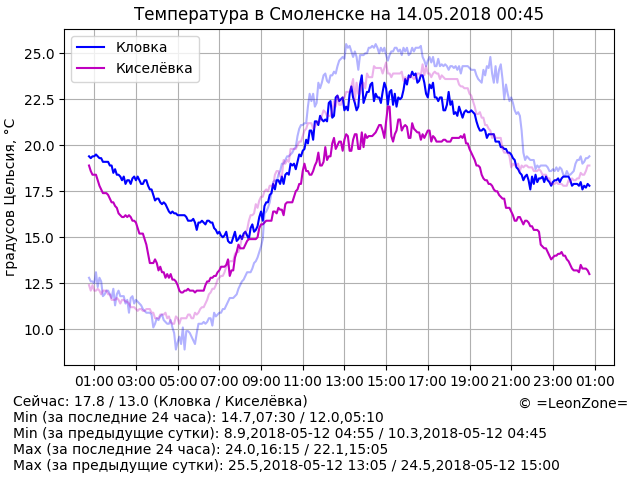 Температура в Смоленске на 14.05.2018 00:45
Кловка
Киселёвка
градусов Цельсия, °C
25.0
22.5
20.0
17.5
15.0
12.5
10.0
01:00 03:00 05:00 07:00 09:00 11:00 13:00 15:00 17:00 19:00 21:00 23:00 01:00
Сейчас: 17.8 / 13.0 (Кловка / Киселёвка)
© =LeonZone=
Min (за последние 24 часа): 14.7,07:30 / 12.0,05:10
Min (за предыдущие сутки): 8.9,2018-05-12 04:55 / 10.3,2018-05-12 04:45
Max (за последние 24 часа): 24.0,16:15 / 22.1,15:05
Max (за предыдущие сутки): 25.5,2018-05-12 13:05 / 24.5,2018-05-12 15:00